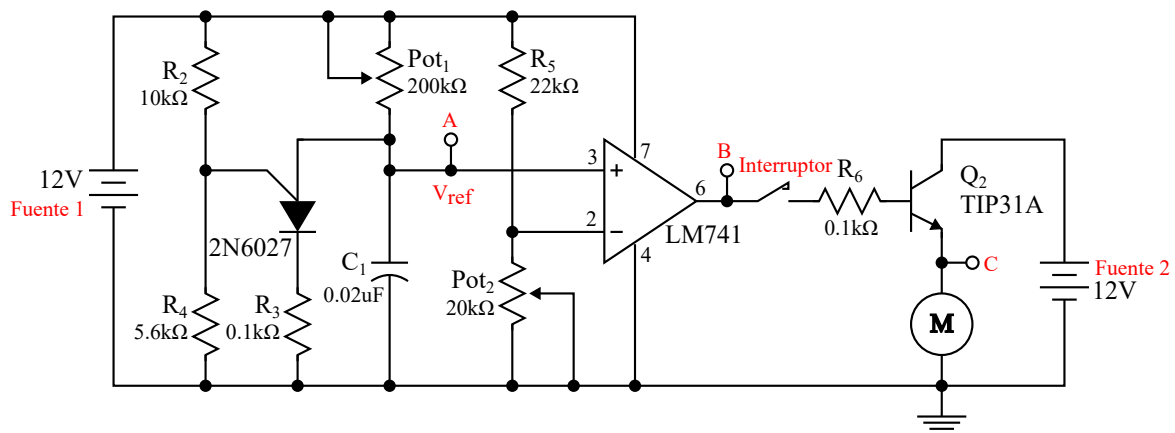 12V
Fuente 1
R2
10kΩ
R4
5.6kΩ
2N6027
R3
0.1kΩ
Pot1
200kΩ
C1
0.02uF
A
Vref
R5
22kΩ
Pot2
20kΩ
3
+
7
2
−
4
6
LM741
B
Interruptor
R6
0.1kΩ
Q2
TIP31A
C
M
Fuente 2
12V